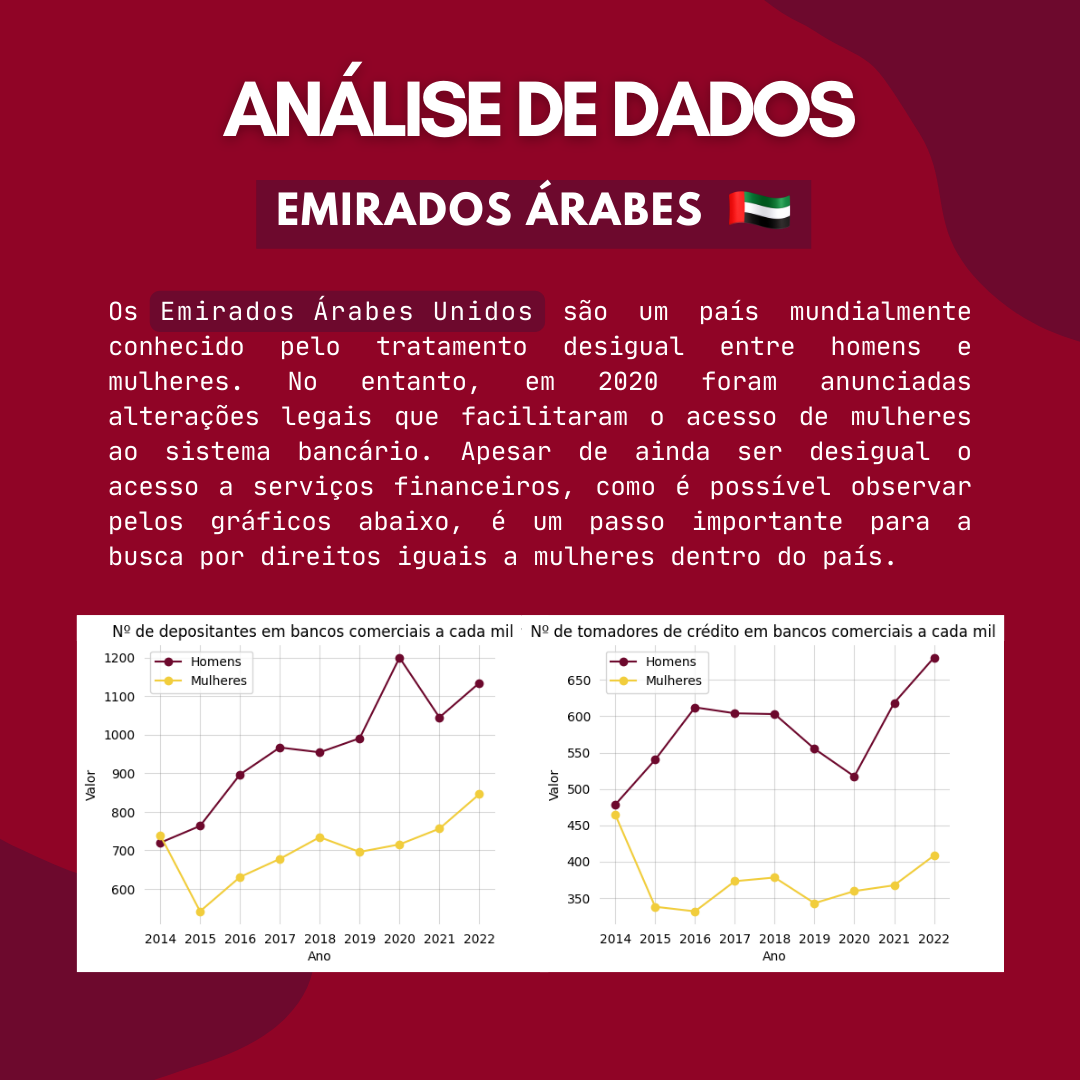 ANÁLISE DE DADOS
EMIRADOS ÁRABES
Os Emirados Árabes Unidos são um país mundialmente
conhecido pelo tratamento desigual entre homens e
mulheres. No entanto, em 2020 foram anunciadas
alterações legais que facilitaram o acesso de mulheres
ao sistema bancário. Apesar de ainda ser desigual o
acesso a serviços financeiros, como é possível observar
pelos gráficos abaixo, é um passo importante para a
busca por direitos iguais a mulheres dentro do país.
Nº de depositantes em bancos comerciais a cada mil
Homens
Mulheres
1200
1100
1000
900
800
700
600
Valor
2014 2015 2016 2017 2018 2019 2020 2021 2022
Ano
Nº de tomadores de crédito em bancos comerciais a cada mil
Homens
Mulheres
650
600
550
500
450
400
350
Valor
2014 2015 2016 2017 2018 2019 2020 2021 2022
Ano